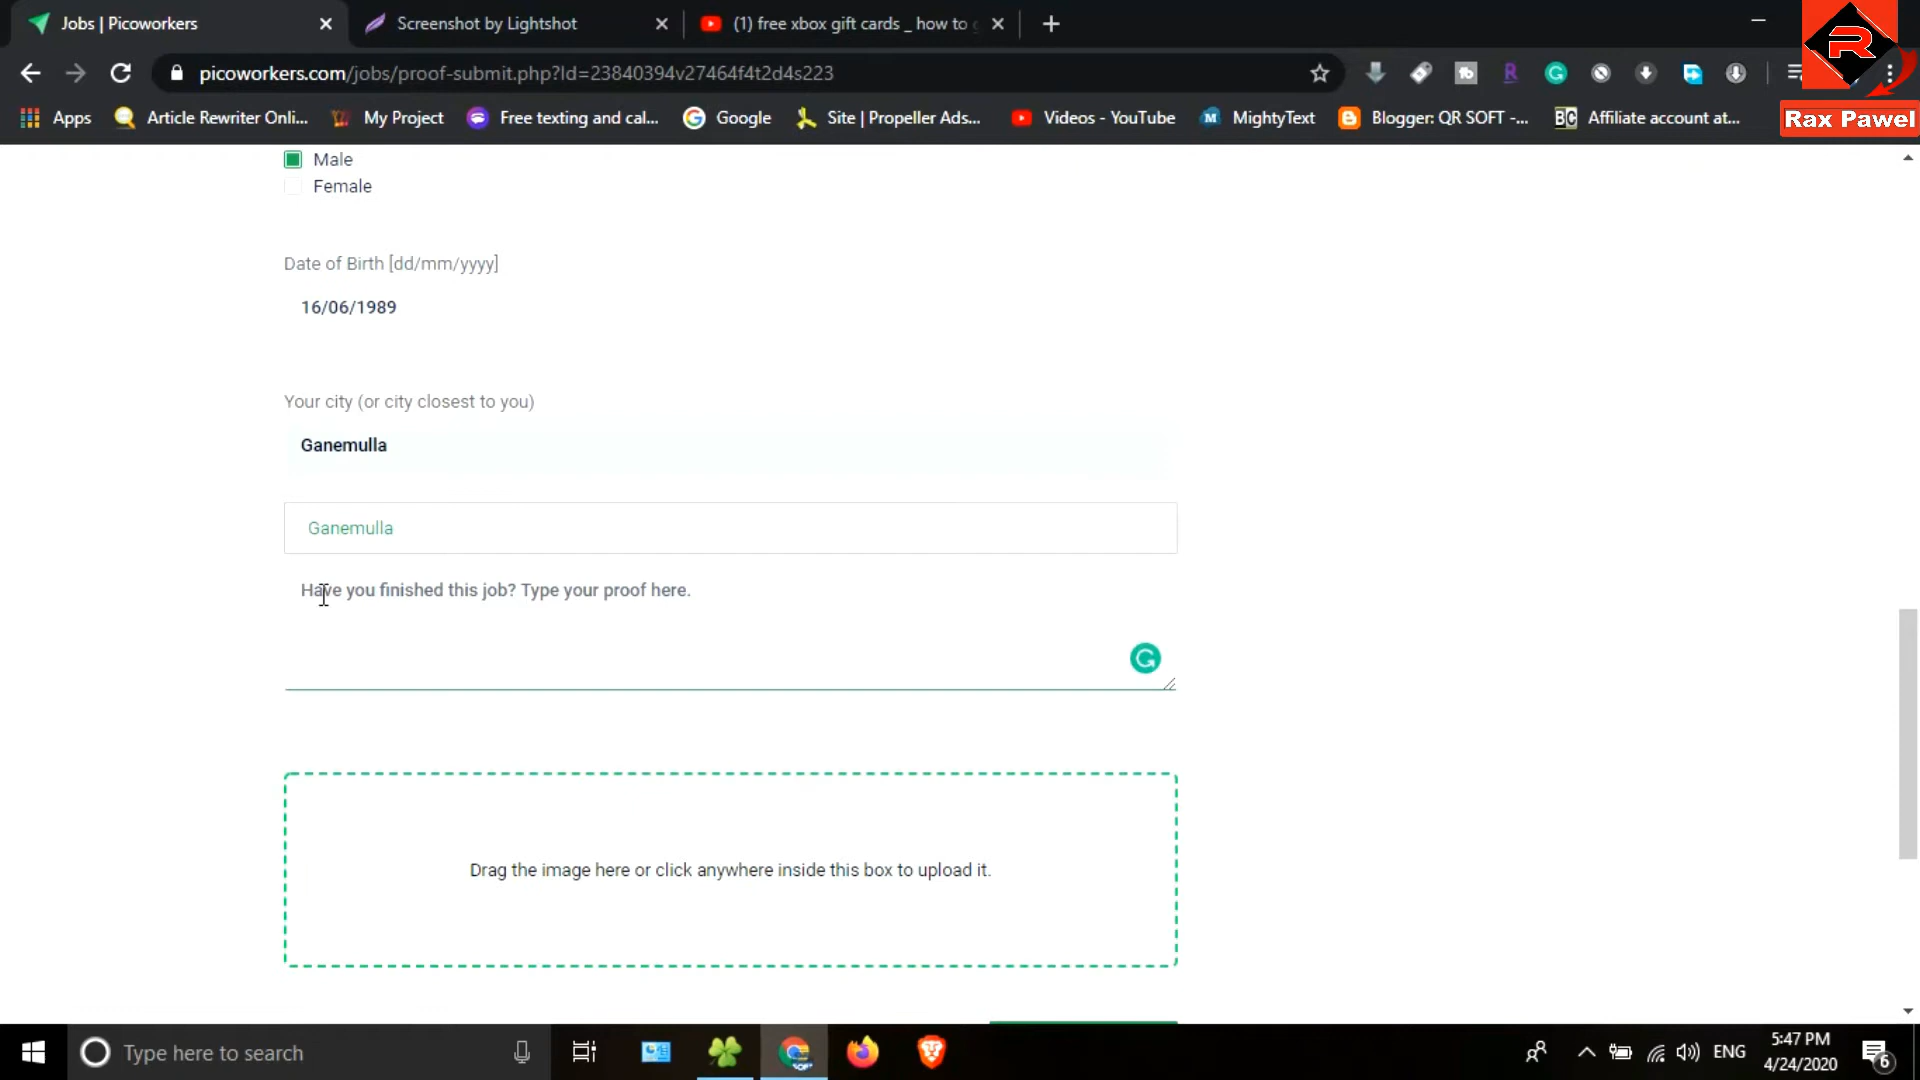 Jobs | Picoworkers
Screenshot by Lightshot
(1) free xbox gift cards _ how to
picoworkers.com/jobs/proof-submit.php?Id=23840394v27464f4t2d4s223
Apps
Article Rewriter Onli...
My Project
Free texting and cal...
Google
Site | Propeller Ads...
Videos - YouTube
MightyText
Blogger: QR SOFT -...
Affiliate account at...
R
Rax Pawel
Male
Female
Date of Birth [dd/mm/yyyy]
16/06/1989
Your city (or city closest to you)
Ganemulla
Ganemulla
Have you finished this job? Type your proof here.
Drag the image here or click anywhere inside this box to upload it.
Type here to search
ENG
5:47 PM
4/24/2020
6